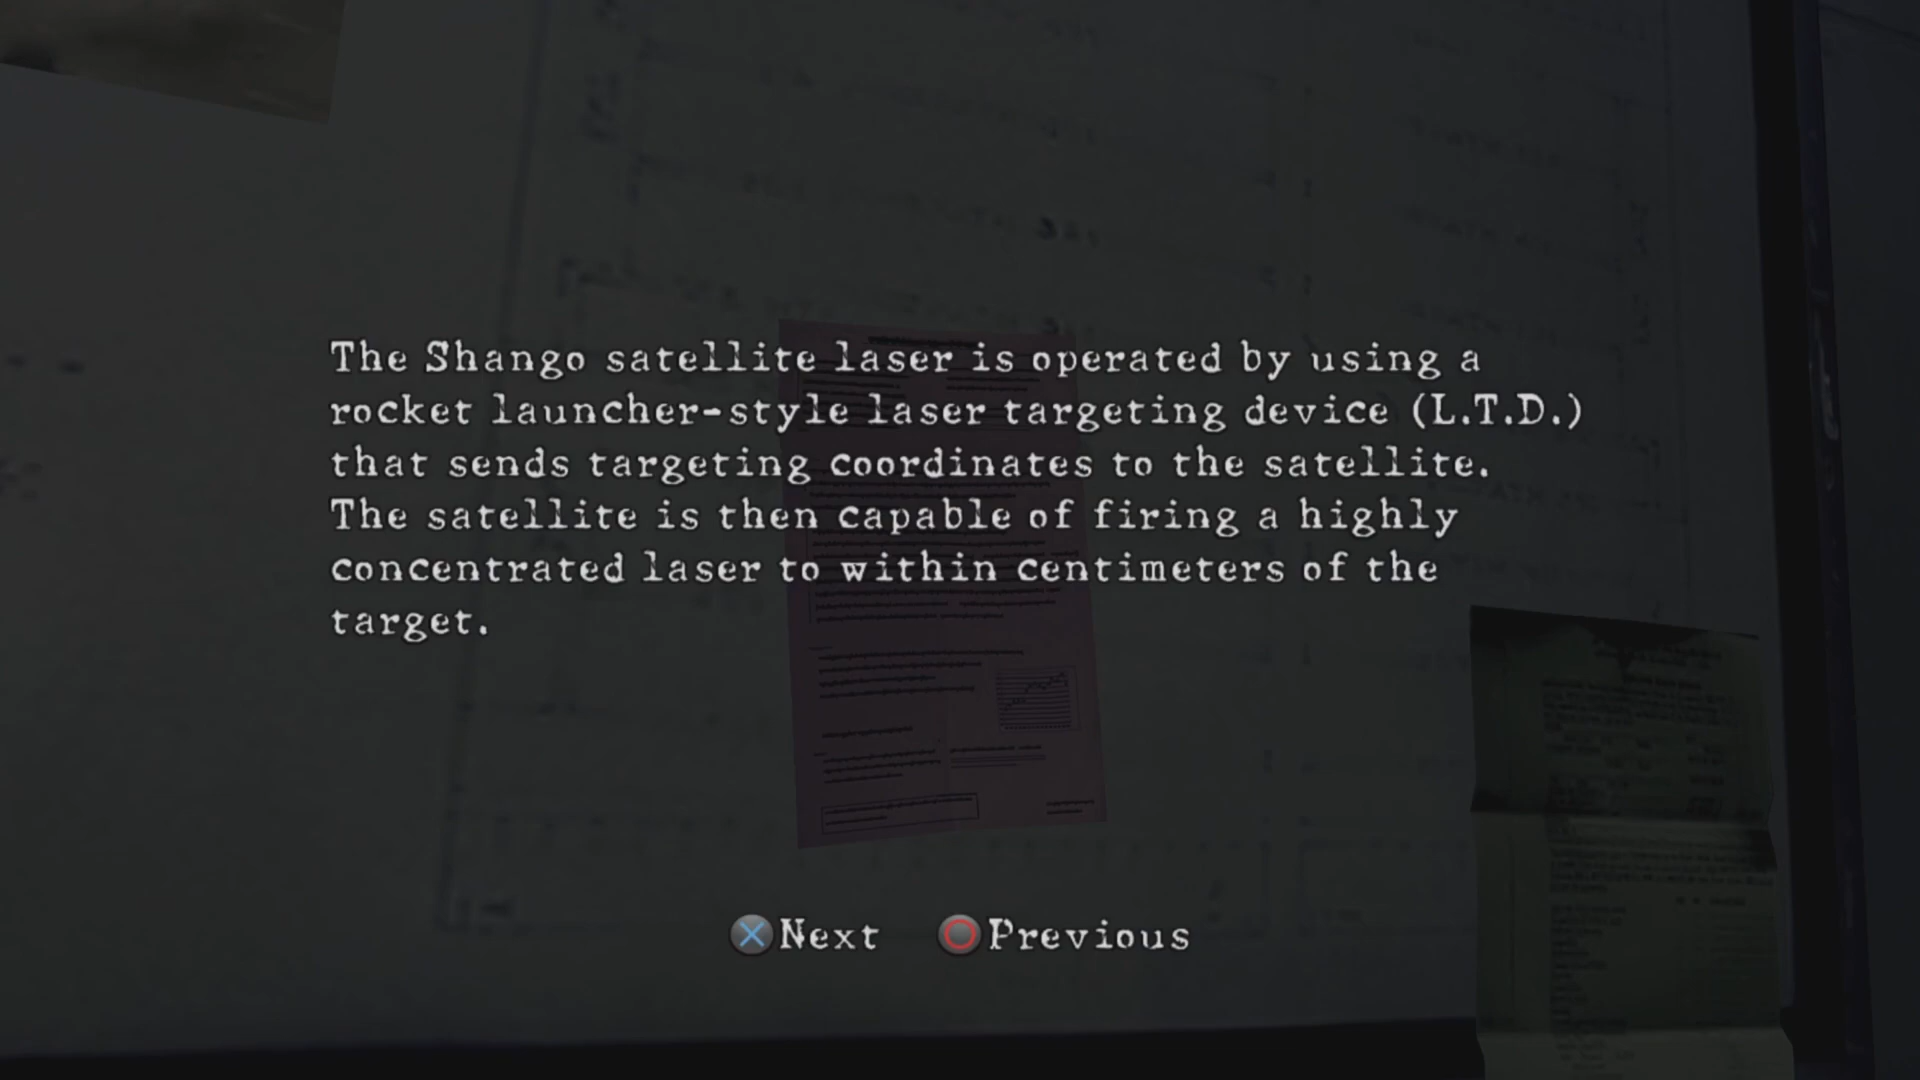 The Shango satellite laser is operated by using a
rocket launcher-style laser targeting device (L.T.D.)
that sends targeting coordinates to the satellite.
The satellite is then capable of firing a highly
concentrated laser to within centimeters of the
target.
Next Previous